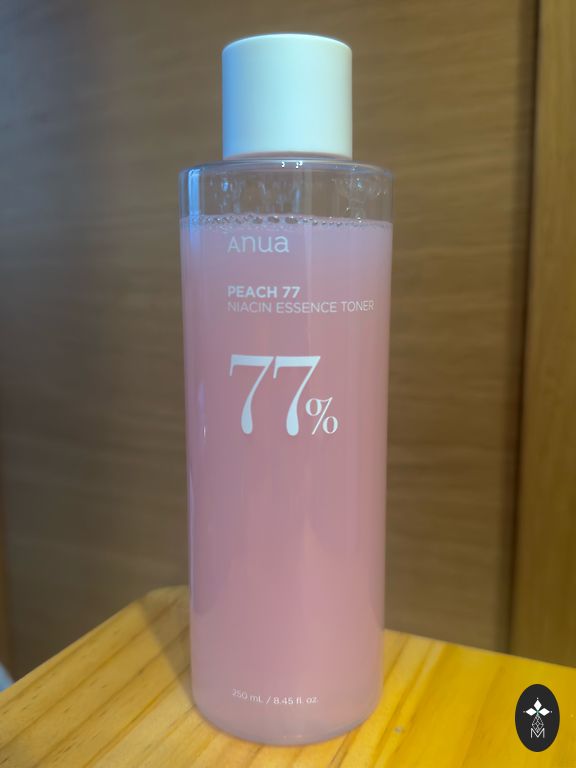 Anua
PEACH 77
NIACIN ESSENCE TONER
77%
250 mL / 8.45 fl. oz.